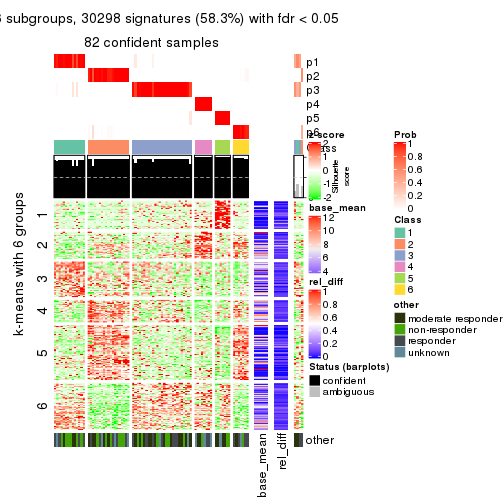 6 subgroups, 30298 signatures (58.3%) with fdr < 0.05
82 confident samples
p1
p2
p3
p4
p5
p6
Class
Silhouette
score
k-means with 6 groups
1
2
3
4
5
6
z-score
2
1
0
-1
-2
base_mean
12
10
8
6
4
rel_diff
1
0.8
0.6
0.4
0.2
0
Status (barplots)
confident
ambiguous
Prob
1
0.8
0.6
0.4
0.2
0
Class
1
2
3
4
5
6
other
moderate responder
non-responder
responder
unknown
other
base_mean
rel_diff